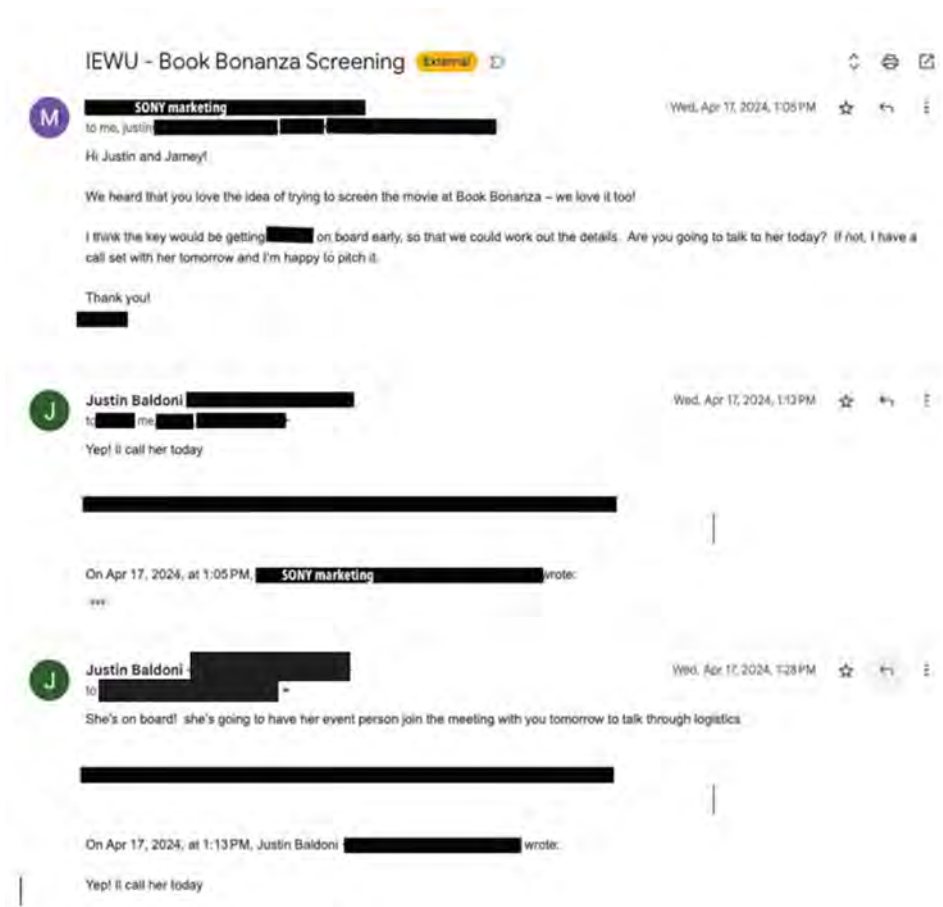 IEWU - Book Bonanza Screening External
M
SONY marketing
Wed, Apr 17, 2024, 1:05 PM
to me, justin
Hi Justin and Jamey!
We heard that you love the idea of trying to screen the movie at Book Bonanza – we love it too!
I think the key would be getting on board early, so that we could work out the details. Are you going to talk to her today? If not, I have a
call set with her tomorrow and I'm happy to pitch it.
Thank you!
J
Justin Baldoni
Wed, Apr 17, 2024, 1:13 PM
to me,
Yep! Il call her today
On Apr 17, 2024, at 1:05 PM, SONY marketing wrote:
•••
J
Justin Baldoni
Wed, Apr 17, 2024, 1:28 PM
to
She's on board! she's going to have her event person join the meeting with you tomorrow to talk through logistics
On Apr 17, 2024, at 1:13 PM, Justin Baldoni wrote:
Yep! Il call her today